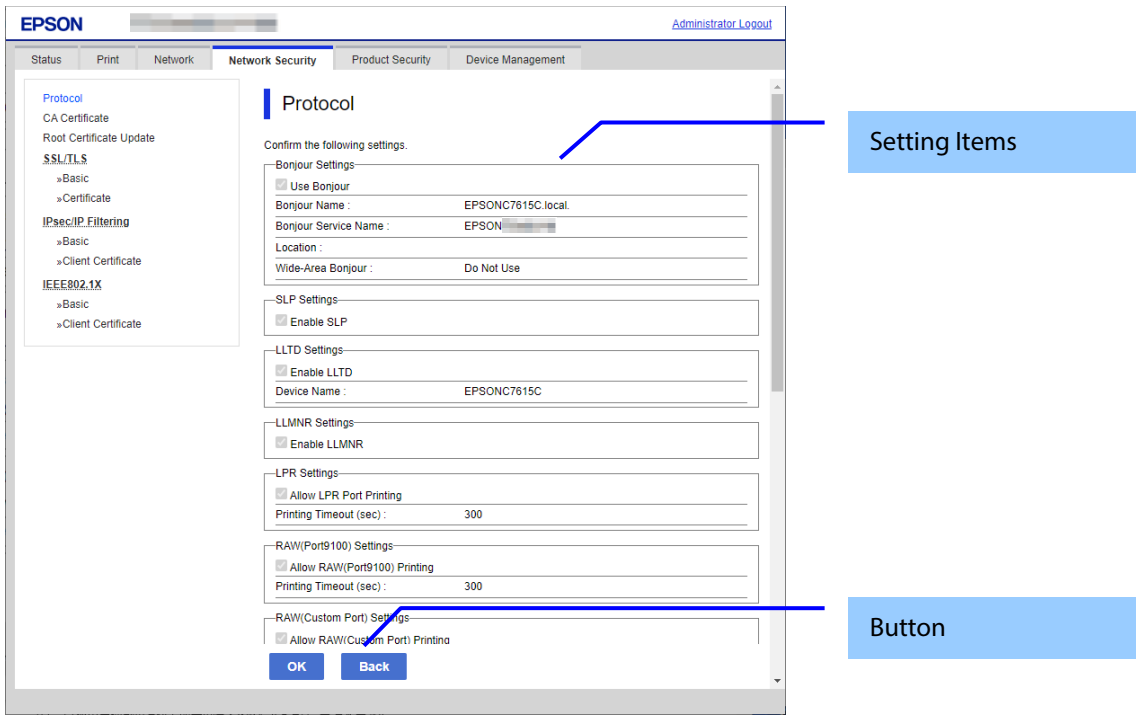 EPSON
Administrator Logout
Status Print Network Network Security Product Security Device Management
Protocol
CA Certificate
Root Certificate Update
SSL/TLS
»Basic
»Certificate
IPsec/IP Filtering
»Basic
»Client Certificate
IEEE802.1X
»Basic
»Client Certificate
Protocol
Confirm the following settings.
Bonjour Settings
Use Bonjour
Bonjour Name : EPSONC7615C.local.
Bonjour Service Name : EPSON
Location :
Wide-Area Bonjour : Do Not Use
SLP Settings
Enable SLP
LLTD Settings
Enable LLTD
Device Name : EPSONC7615C
LLMNR Settings
Enable LLMNR
LPR Settings
Allow LPR Port Printing
Printing Timeout (sec) : 300
RAW(Port9100) Settings
Allow RAW(Port9100) Printing
Printing Timeout (sec) : 300
RAW(Custom Port) Settings
Allow RAW(Custom Port) Printing
OK Back
Setting Items
Button